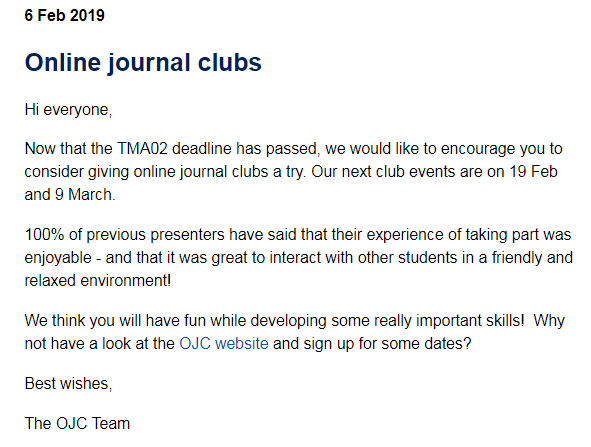 6 Feb 2019
Online journal clubs
Hi everyone,
Now that the TMA02 deadline has passed, we would like to encourage you to
consider giving online journal clubs a try. Our next club events are on 19 Feb
and 9 March.
100% of previous presenters have said that their experience of taking part was
enjoyable - and that it was great to interact with other students in a friendly and
relaxed environment!
We think you will have fun while developing some really important skills!  Why
not have a look at the OJC website and sign up for some dates?
Best wishes,
The OJC Team